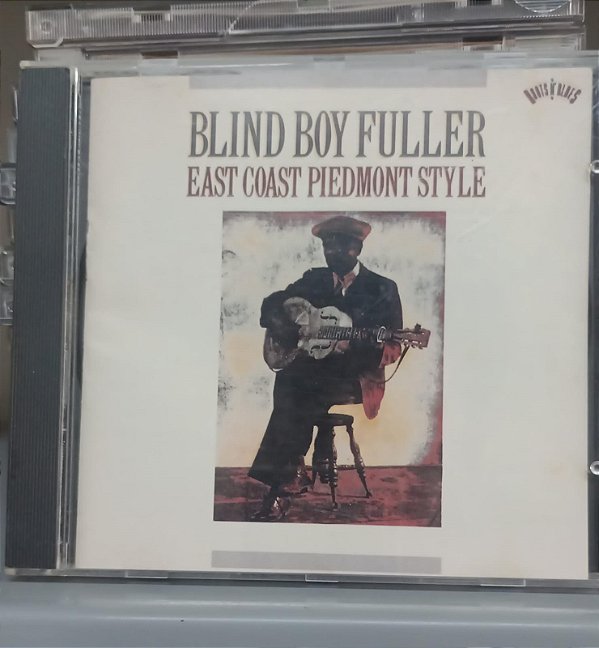 ROOTS N' BLUES
BLIND BOY FULLER
EAST COAST PIEDMONT STYLE